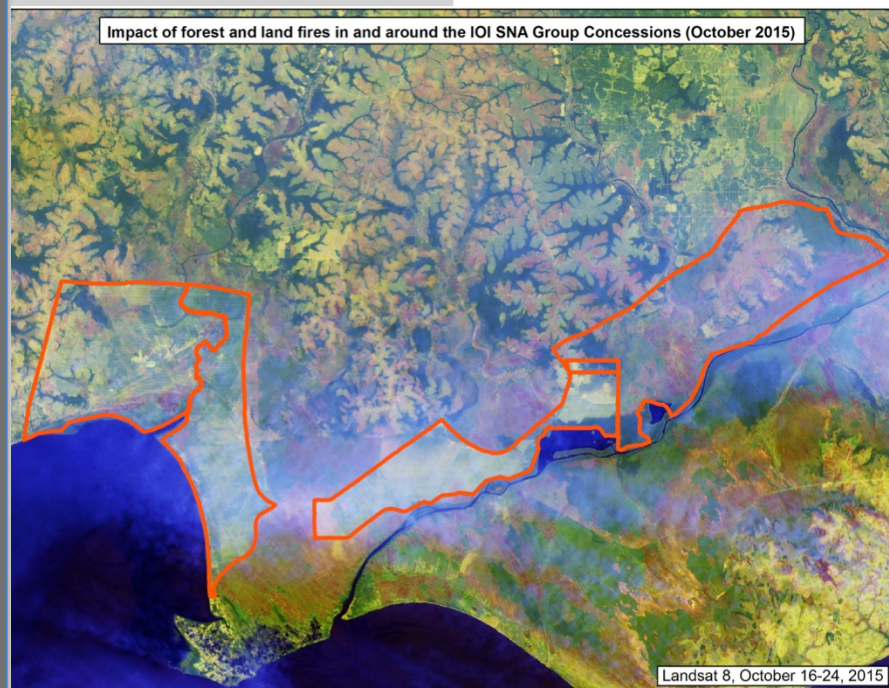 Impact of forest and land fires in and around the IOI SNA Group Concessions (October 2015)
Landsat 8, October 16-24, 2015